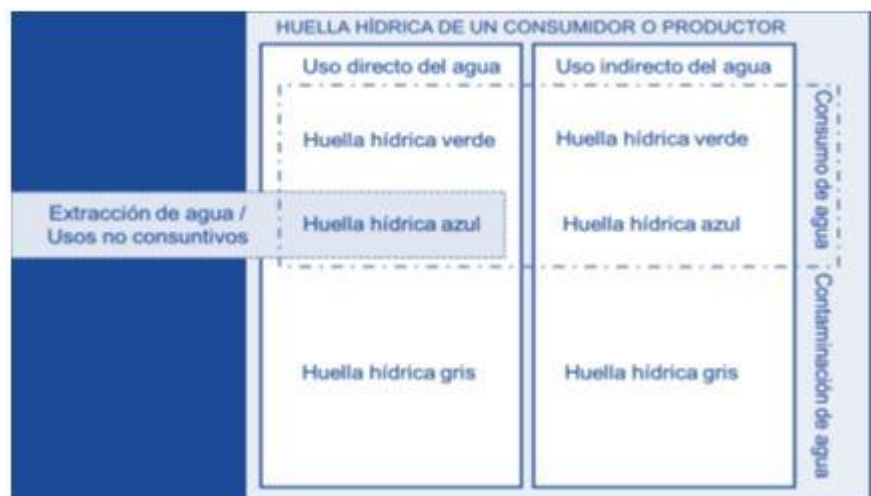 HUELLA HÍDRICA DE UN CONSUMIDOR O PRODUCTOR
Uso directo del agua
Uso indirecto del agua
Huella hídrica verde
Huella hídrica verde
Extracción de agua /
Usos no consuntivos
Huella hídrica azul
Huella hídrica azul
Huella hídrica gris
Huella hídrica gris
Consumo de agua
Contaminación de agua